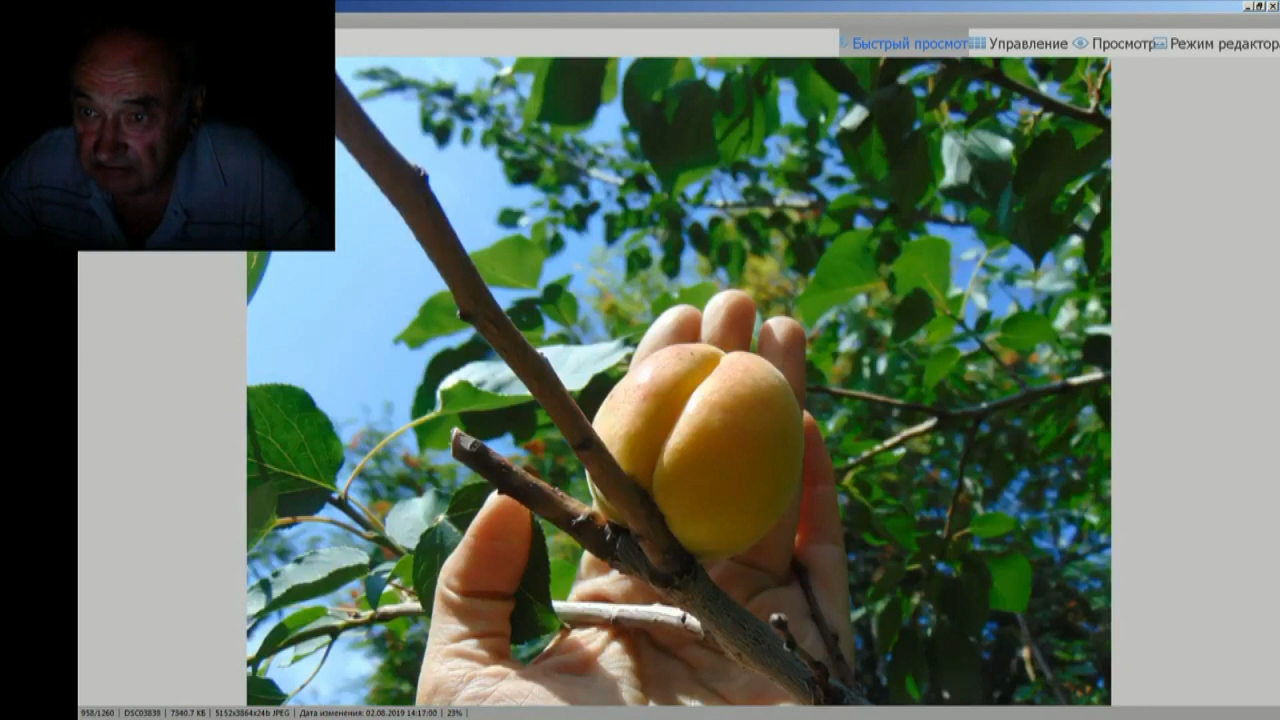 Быстрый просмот Управление Просмотр Режим редактор
958/1260 | DSC03839 | 7340.7 КБ | 5152x3864x24b JPEG | Дата изменения: 02.08.2019 14:17:00 | 23% |